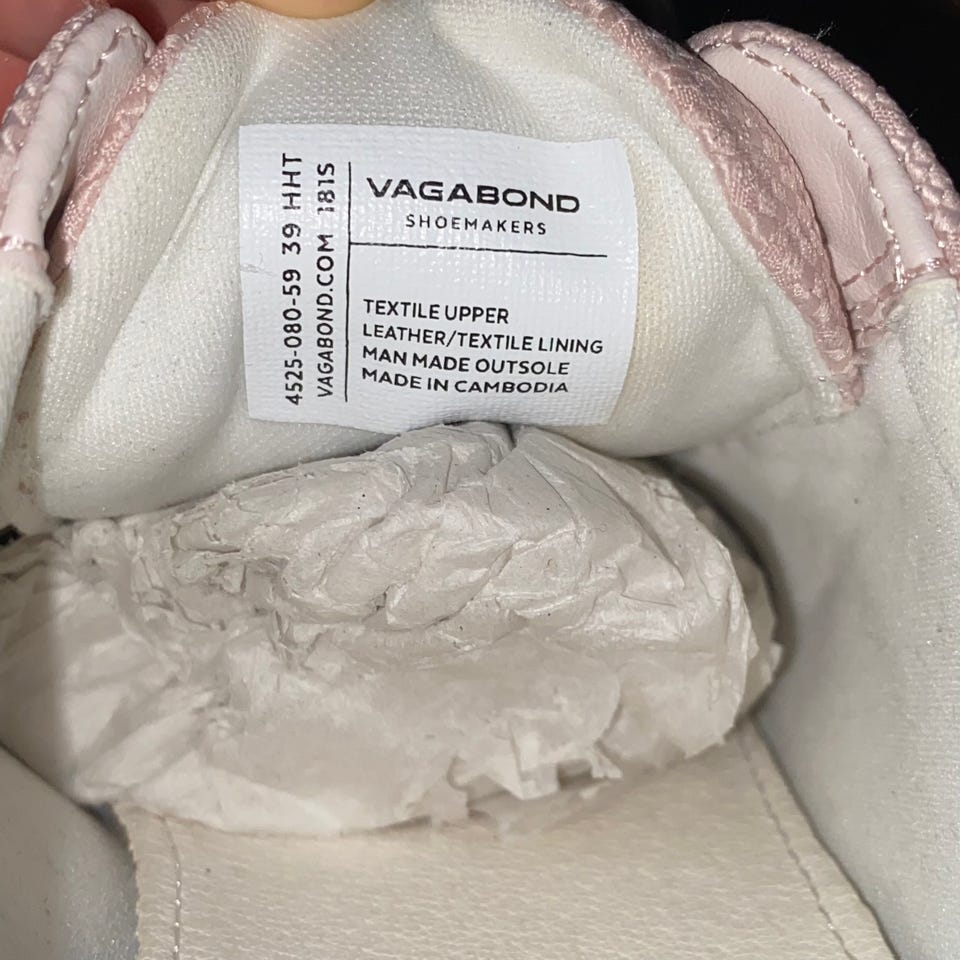 4525-080-59 39 HHT
VAGABOND.COM 181S
VAGABOND
SHOEMAKERS
TEXTILE UPPER
LEATHER/TEXTILE LINING
MAN MADE OUTSOLE
MADE IN CAMBODIA